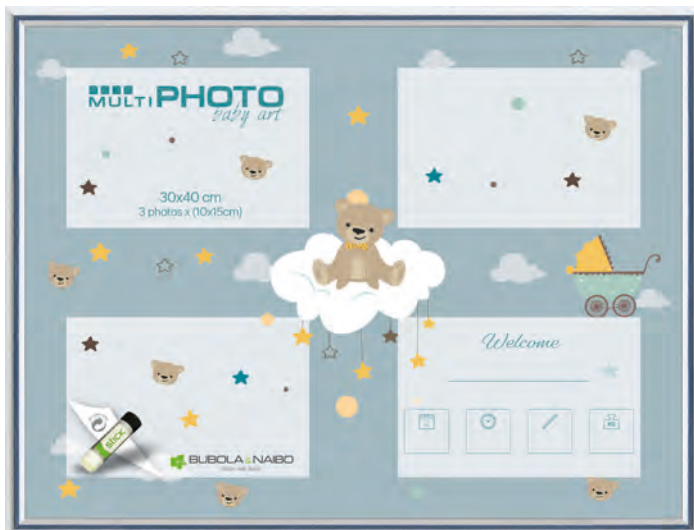 MULTIPHOTO
baby art
30x40 cm
3 photos x (10x15cm)
Welcome
stick
BUBOLA & NAIBO